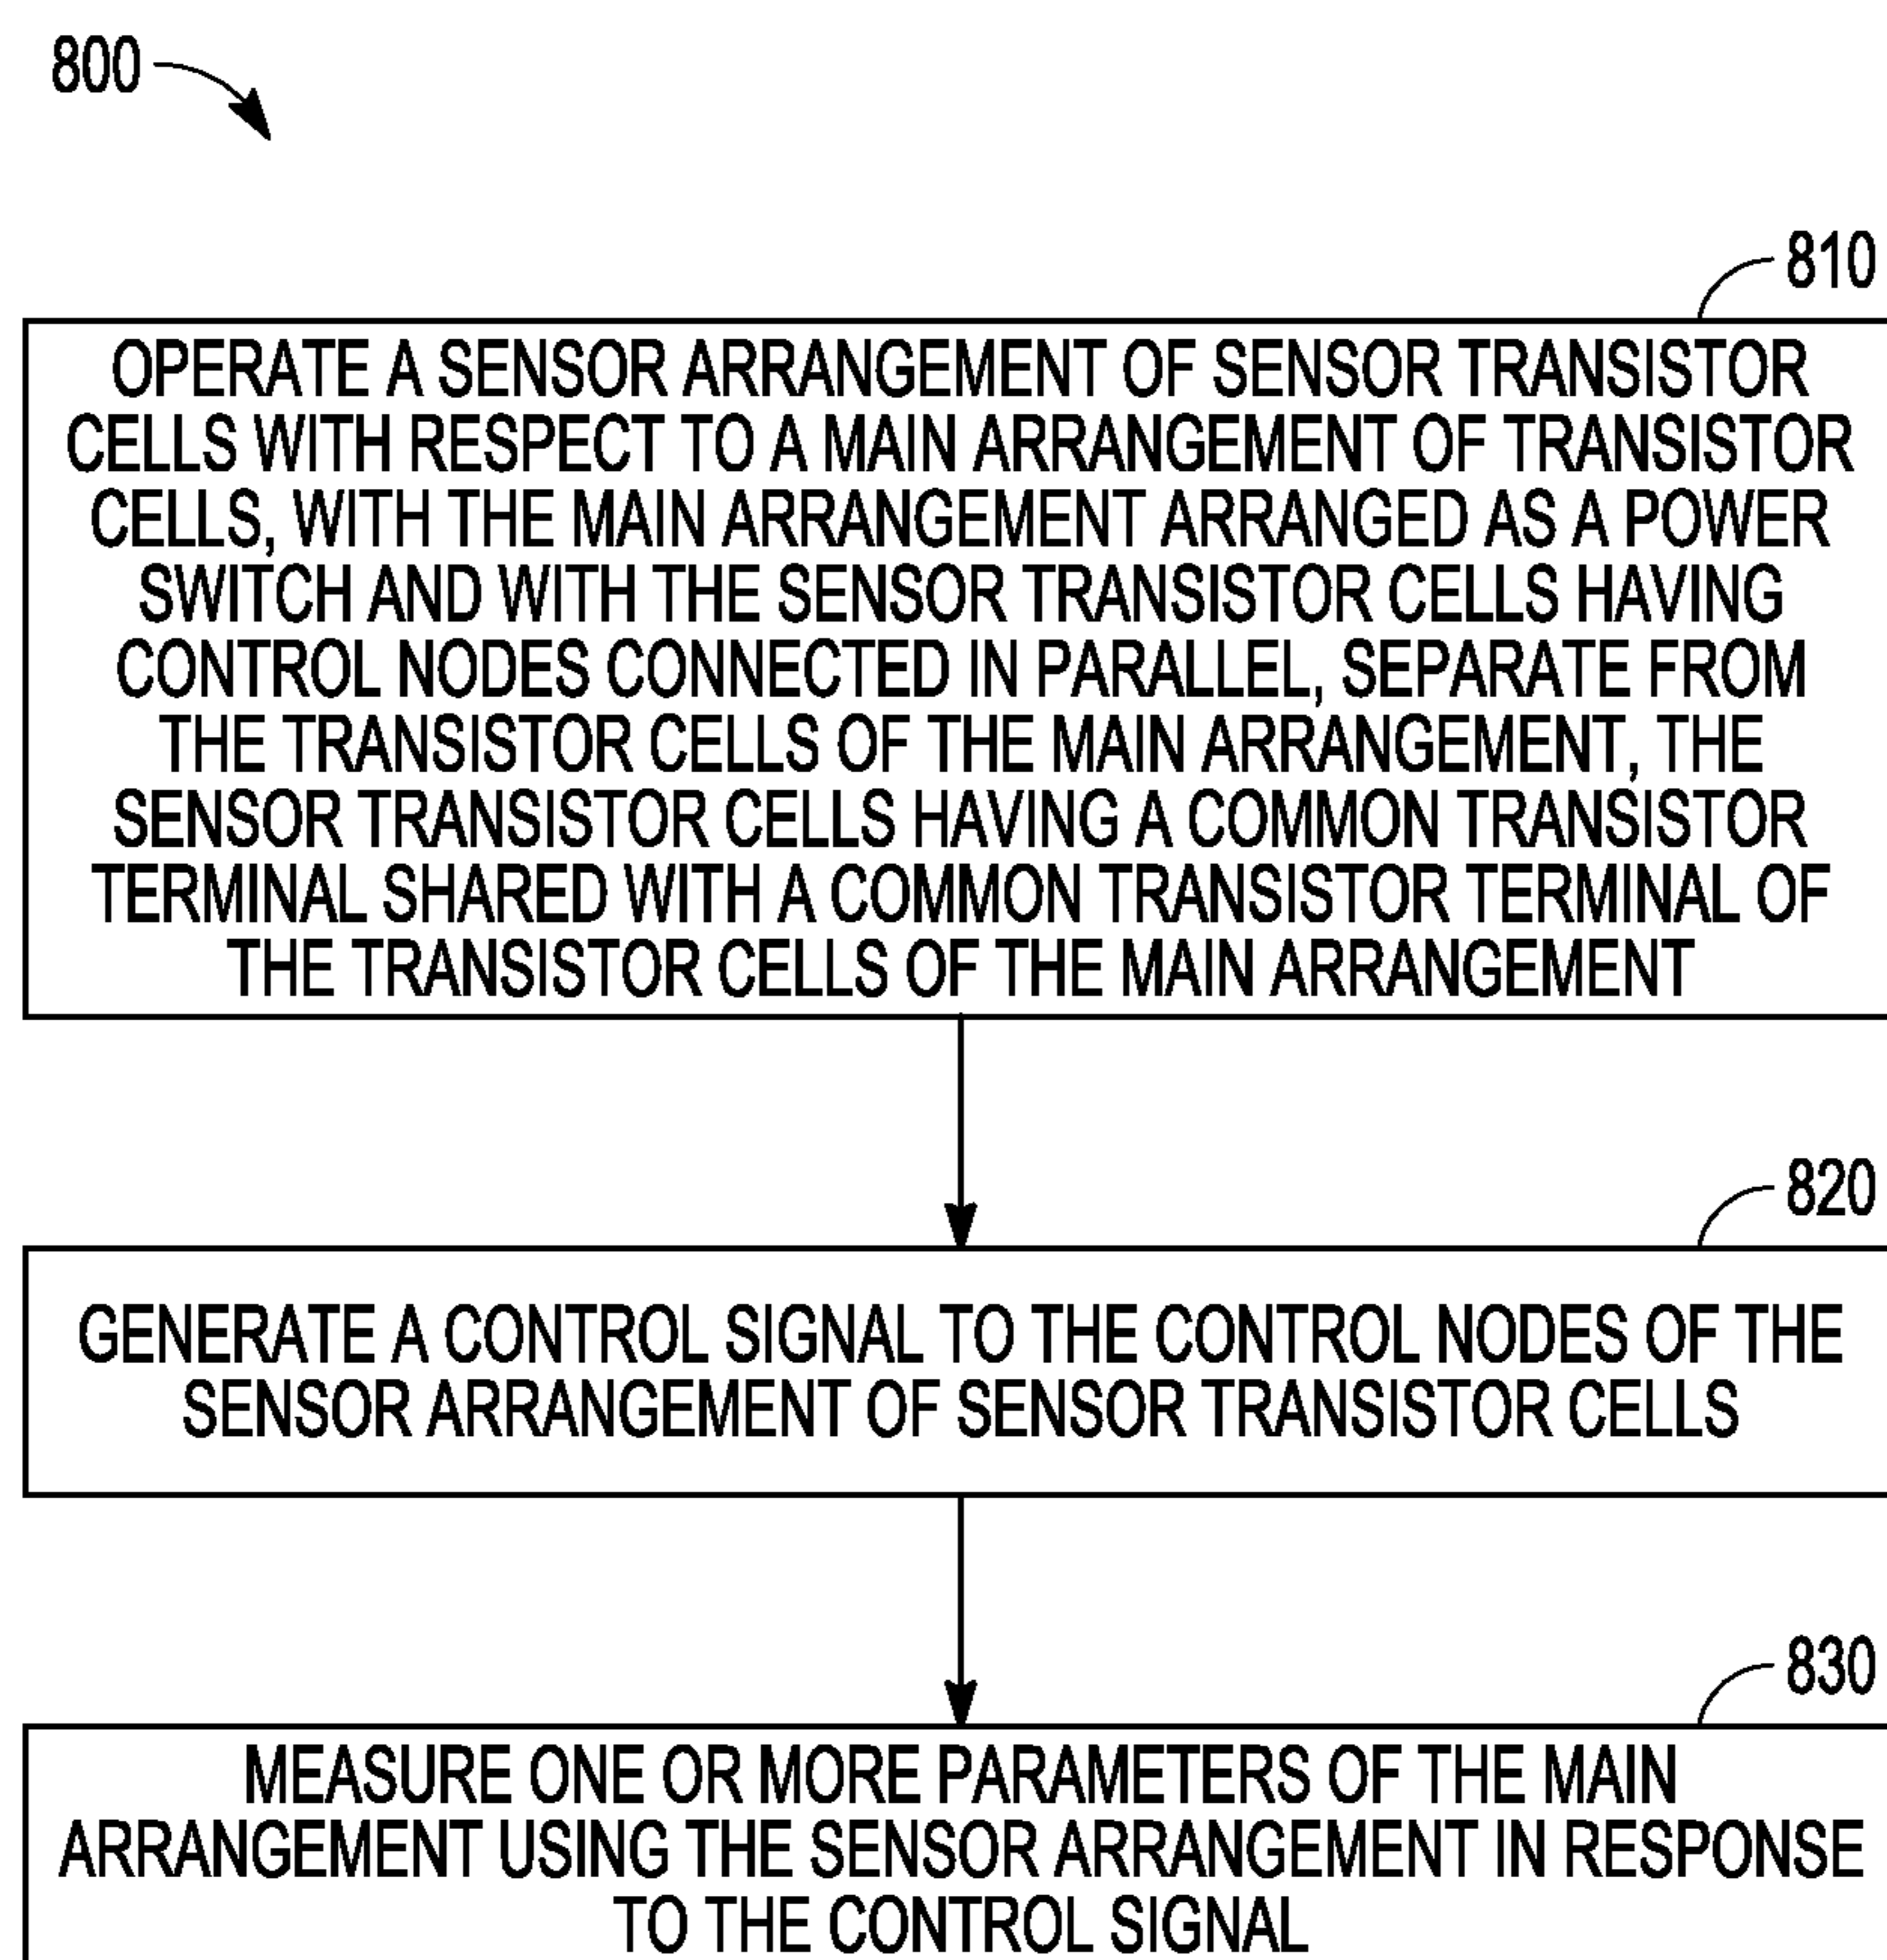 800
810
OPERATE A SENSOR ARRANGEMENT OF SENSOR TRANSISTOR
CELLS WITH RESPECT TO A MAIN ARRANGEMENT OF TRANSISTOR
CELLS, WITH THE MAIN ARRANGEMENT ARRANGED AS A POWER
SWITCH AND WITH THE SENSOR TRANSISTOR CELLS HAVING
CONTROL NODES CONNECTED IN PARALLEL, SEPARATE FROM
THE TRANSISTOR CELLS OF THE MAIN ARRANGEMENT, THE
SENSOR TRANSISTOR CELLS HAVING A COMMON TRANSISTOR
TERMINAL SHARED WITH A COMMON TRANSISTOR TERMINAL OF
THE TRANSISTOR CELLS OF THE MAIN ARRANGEMENT
820
GENERATE A CONTROL SIGNAL TO THE CONTROL NODES OF THE
SENSOR ARRANGEMENT OF SENSOR TRANSISTOR CELLS
830
MEASURE ONE OR MORE PARAMETERS OF THE MAIN
ARRANGEMENT USING THE SENSOR ARRANGEMENT IN RESPONSE
TO THE CONTROL SIGNAL